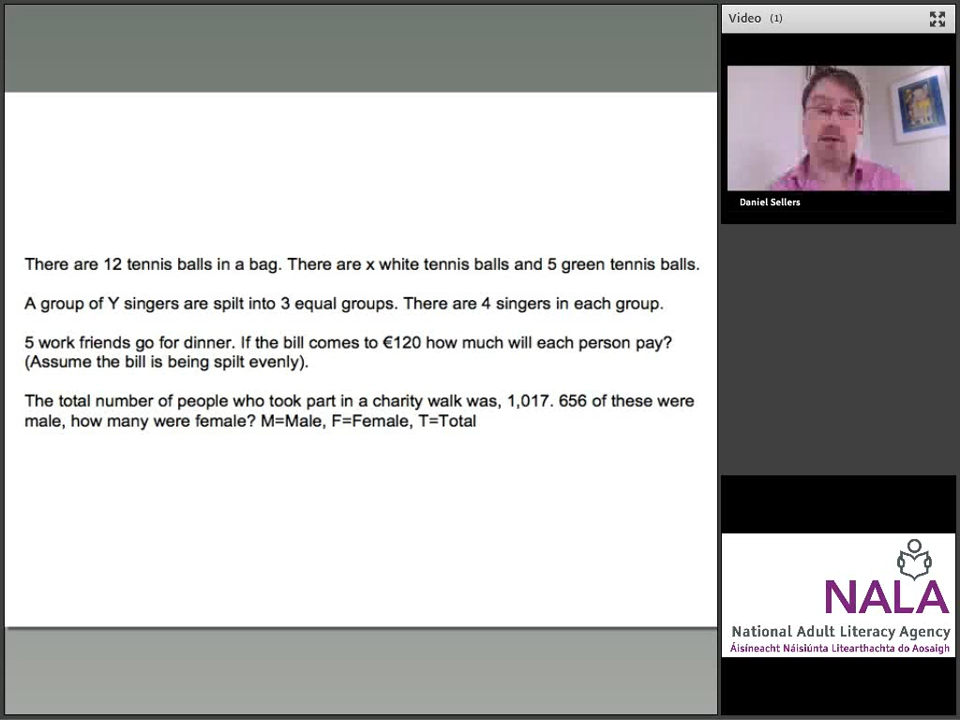 Video (1)
Daniel Sellers
There are 12 tennis balls in a bag. There are x white tennis balls and 5 green tennis balls.
A group of Y singers are spilt into 3 equal groups. There are 4 singers in each group.
5 work friends go for dinner. If the bill comes to €120 how much will each person pay?
(Assume the bill is being spilt evenly).
The total number of people who took part in a charity walk was, 1,017. 656 of these were
male, how many were female? M=Male, F=Female, T=Total
NALA
National Adult Literacy Agency
Áisíneacht Náisiúnta Litearthachta do Aosaigh